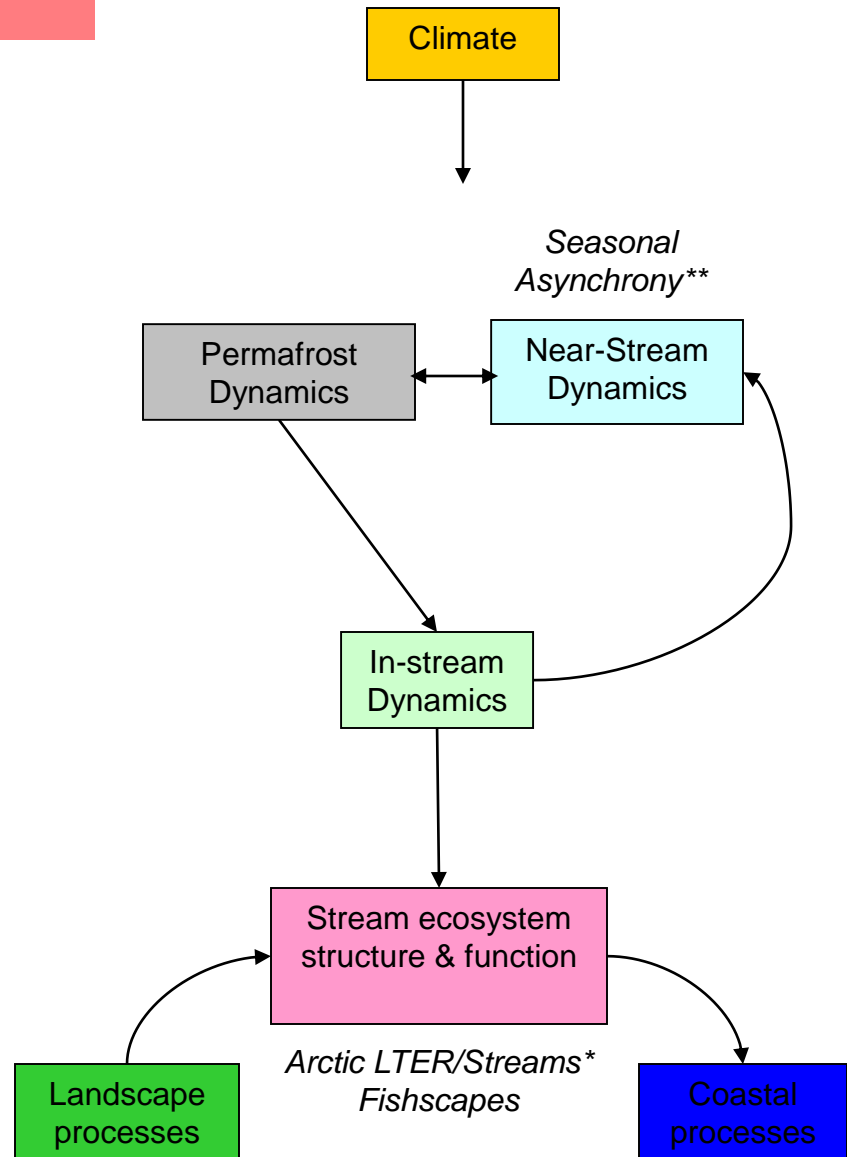 Climate
Seasonal
Asynchrony**
Permafrost
Dynamics
Near-Stream
Dynamics
In-stream
Dynamics
Stream ecosystem
structure & function
Arctic LTER/Streams*
Fishscapes
Landscape
processes
Coastal
processes